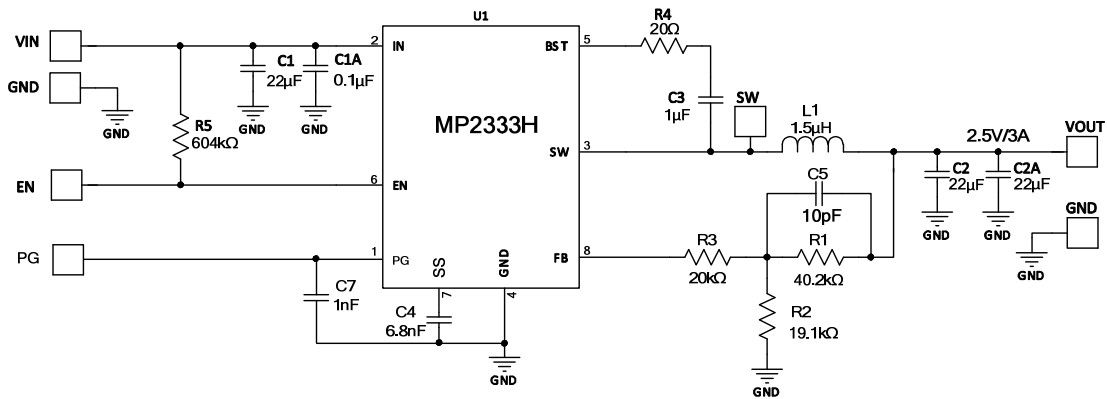 U1
VIN
2
IN
BST
5
R4
20Ω
C1
22µF
C1A
0.1µF
GND
GND
GND
GND
R5
604kΩ
MP2333H
C3
1µF
SW
L1
1.5µH
2.5V/3A
VOUT
SW
3
EN
6
EN
C5
10pF
C2
22µF
C2A
22µF
GND
GND
GND
GND
PG
1
PG
FB
8
R3
20kΩ
R1
40.2kΩ
SS
GND
7
4
C7
1nF
C4
6.8nF
R2
19.1kΩ
GND
GND